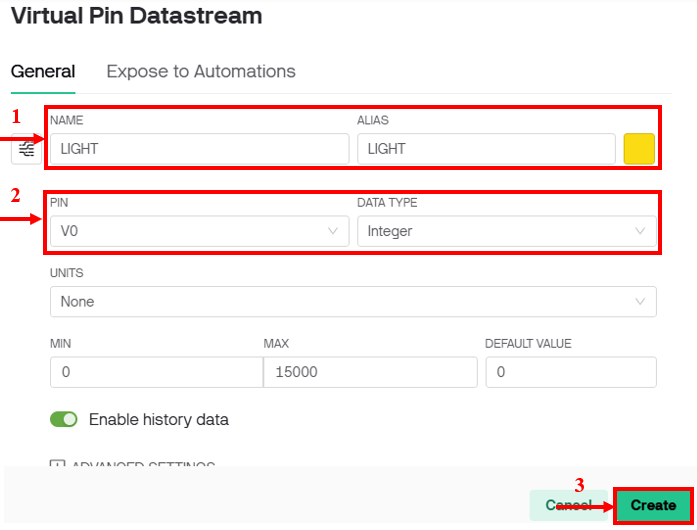 Virtual Pin Datastream
General Expose to Automations
1
NAME ALIAS
LIGHT LIGHT
2
PIN DATA TYPE
V0 Integer
UNITS
None
MIN MAX DEFAULT VALUE
0 15000 0
Enable history data
ADVANCED SETTINGS
3
Cancel Create